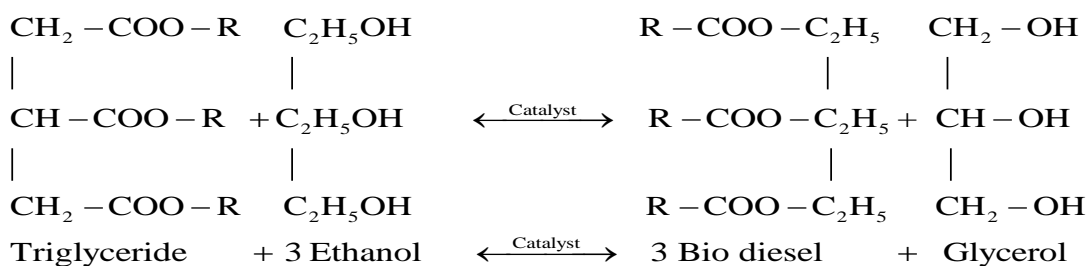 CH₂ – COO – R C₂H₅OH R – COO – C₂H₅ CH₂ – OH
| | | |
CH – COO – R + C₂H₅OH ⟷ Catalyst R – COO – C₂H₅ + CH – OH
| | | |
CH₂ – COO – R C₂H₅OH R – COO – C₂H₅ CH₂ – OH
Triglyceride + 3 Ethanol ⟷ Catalyst 3 Bio diesel + Glycerol